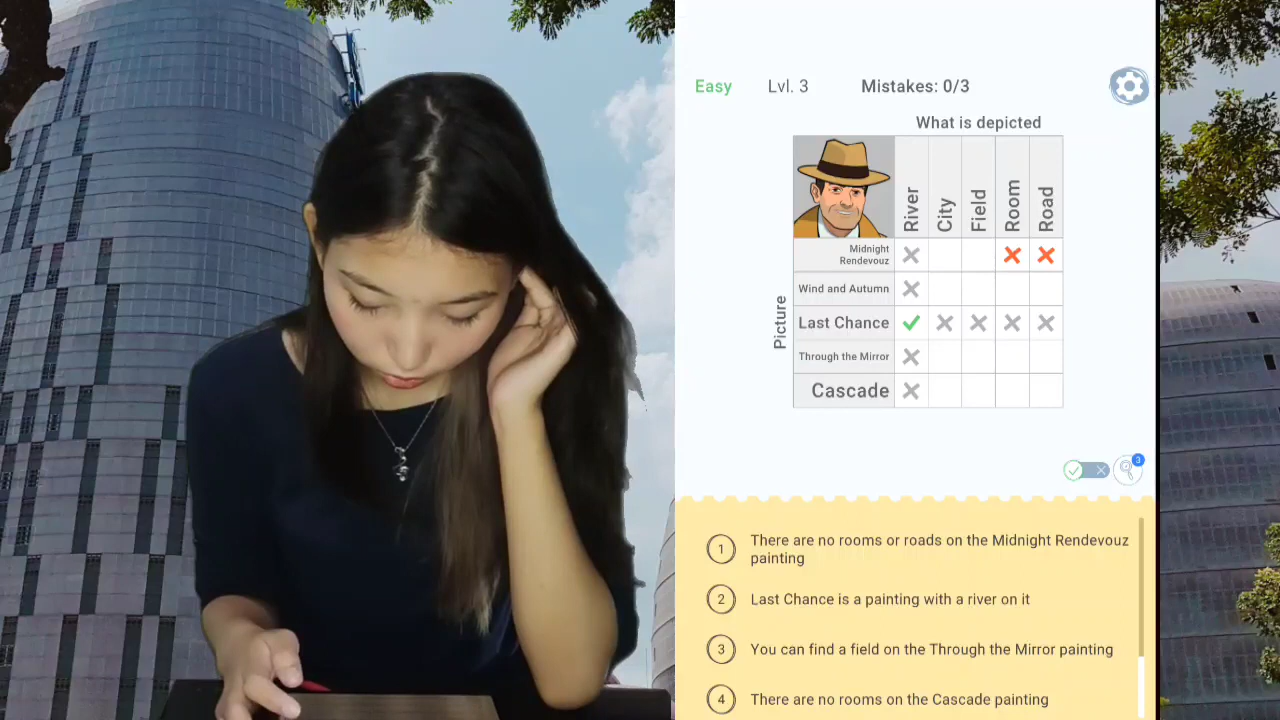 Easy
Lvl. 3
Mistakes: 0/3
What is depicted
River
City
Field
Room
Road
Picture
Midnight
Rendevouz
Wind and Autumn
Last Chance
Through the Mirror
Cascade
3
1
There are no rooms or roads on the Midnight Rendevouz
painting
2
Last Chance is a painting with a river on it
3
You can find a field on the Through the Mirror painting
4
There are no rooms on the Cascade painting